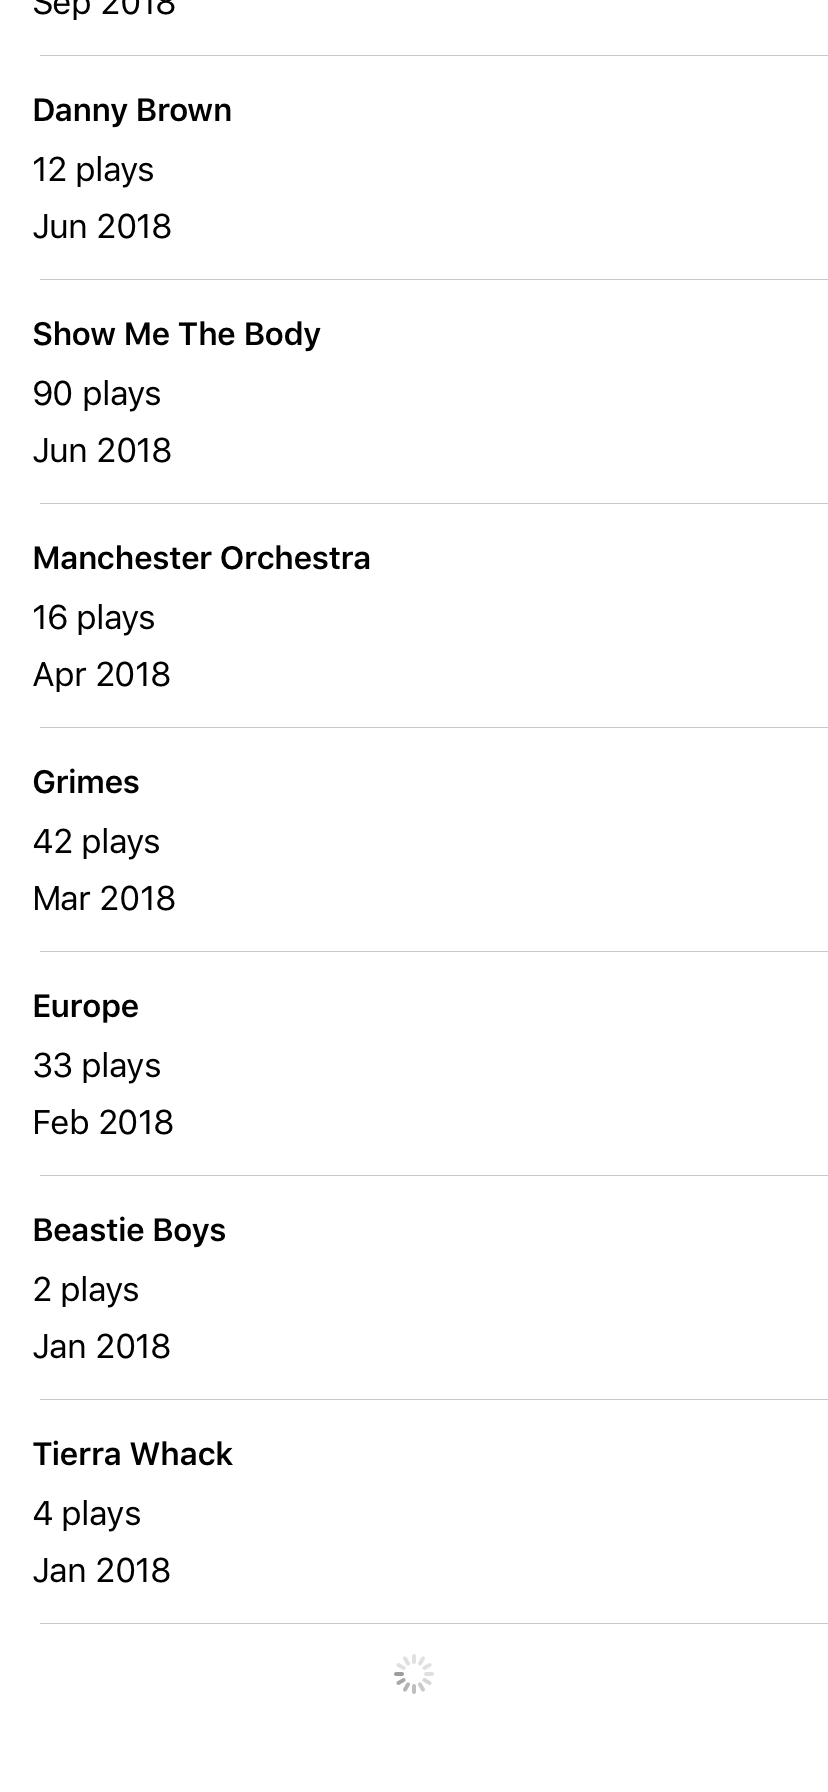 Sep 2018
Danny Brown
12 plays
Jun 2018
Show Me The Body
90 plays
Jun 2018
Manchester Orchestra
16 plays
Apr 2018
Grimes
42 plays
Mar 2018
Europe
33 plays
Feb 2018
Beastie Boys
2 plays
Jan 2018
Tierra Whack
4 plays
Jan 2018